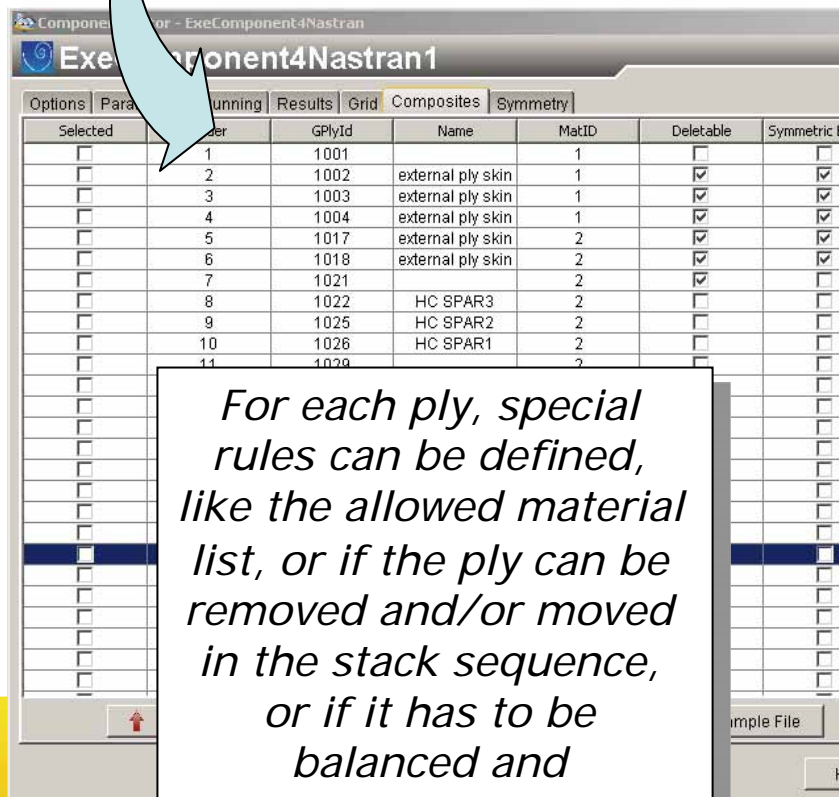 ExeComponent4Nastran
ExeComponent4Nastran1
Options Results Grid Composites Symmetry
Selected GPlyId Name MatID Deletable Symmetric
1 1001 1
2 1002 external ply skin 1
3 1003 external ply skin 1
4 1004 external ply skin 1
5 1017 external ply skin 2
6 1018 external ply skin 2
7 1021 2
8 1022 HC SPAR3 2
9 1025 HC SPAR2 2
10 1026 HC SPAR1 2
11 1029 2
For each ply, special
rules can be defined,
like the allowed material
list, or if the ply can be
removed and/or moved
in the stack sequence,
or if it has to be
balanced and
File